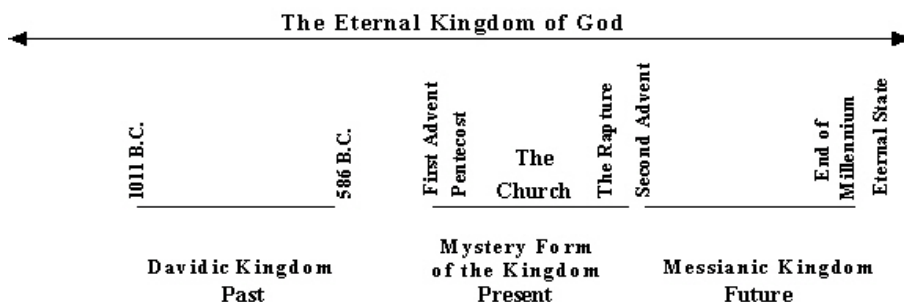 The Eternal Kingdom of God
1011 B.C.
586 B.C.
First Advent
Pentecost
The
Church
The Rapture
Second Advent
End of
Millennium
Eternal State
Davidic Kingdom
Past
Mystery Form
of the Kingdom
Present
Messianic Kingdom
Future